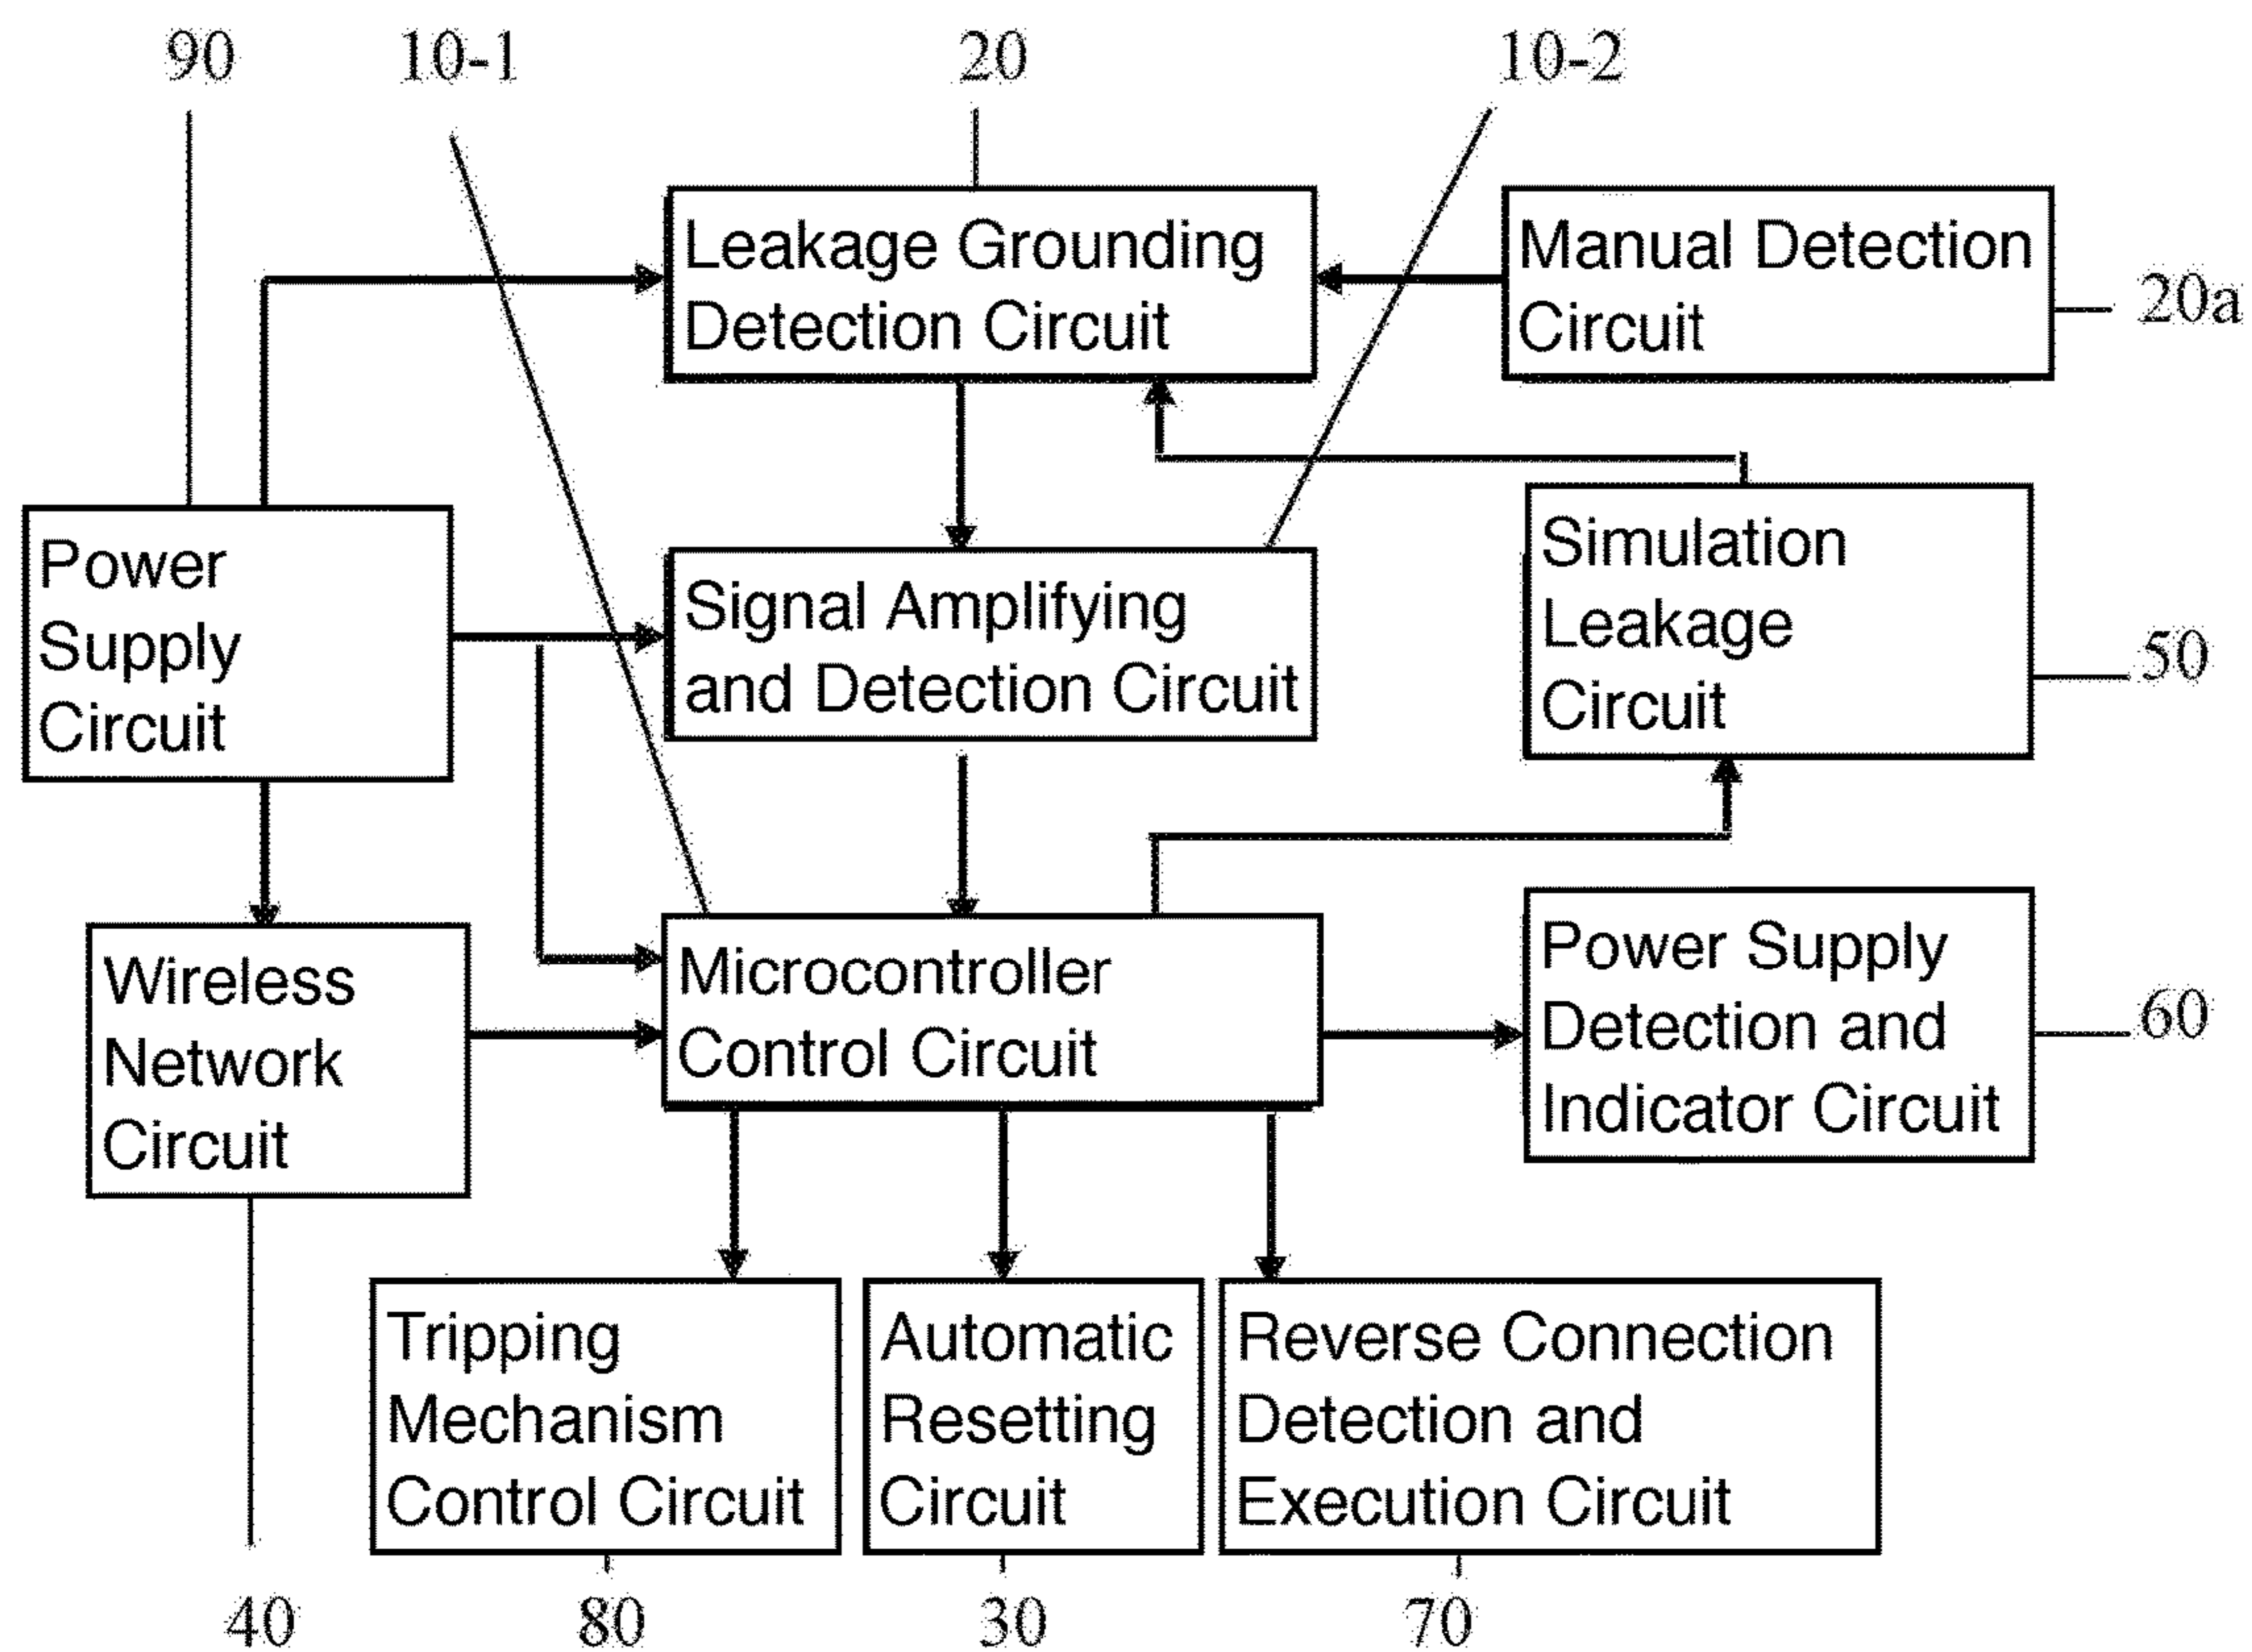 90
10-1
20
10-2
Leakage Grounding
Detection Circuit
Manual Detection
Circuit
20a
Power
Supply
Circuit
Signal Amplifying
and Detection Circuit
Simulation
Leakage
Circuit
50
Wireless
Network
Circuit
Microcontroller
Control Circuit
Power Supply
Detection and
Indicator Circuit
60
Tripping
Mechanism
Control Circuit
Automatic
Resetting
Circuit
Reverse Connection
Detection and
Execution Circuit
40
80
30
70